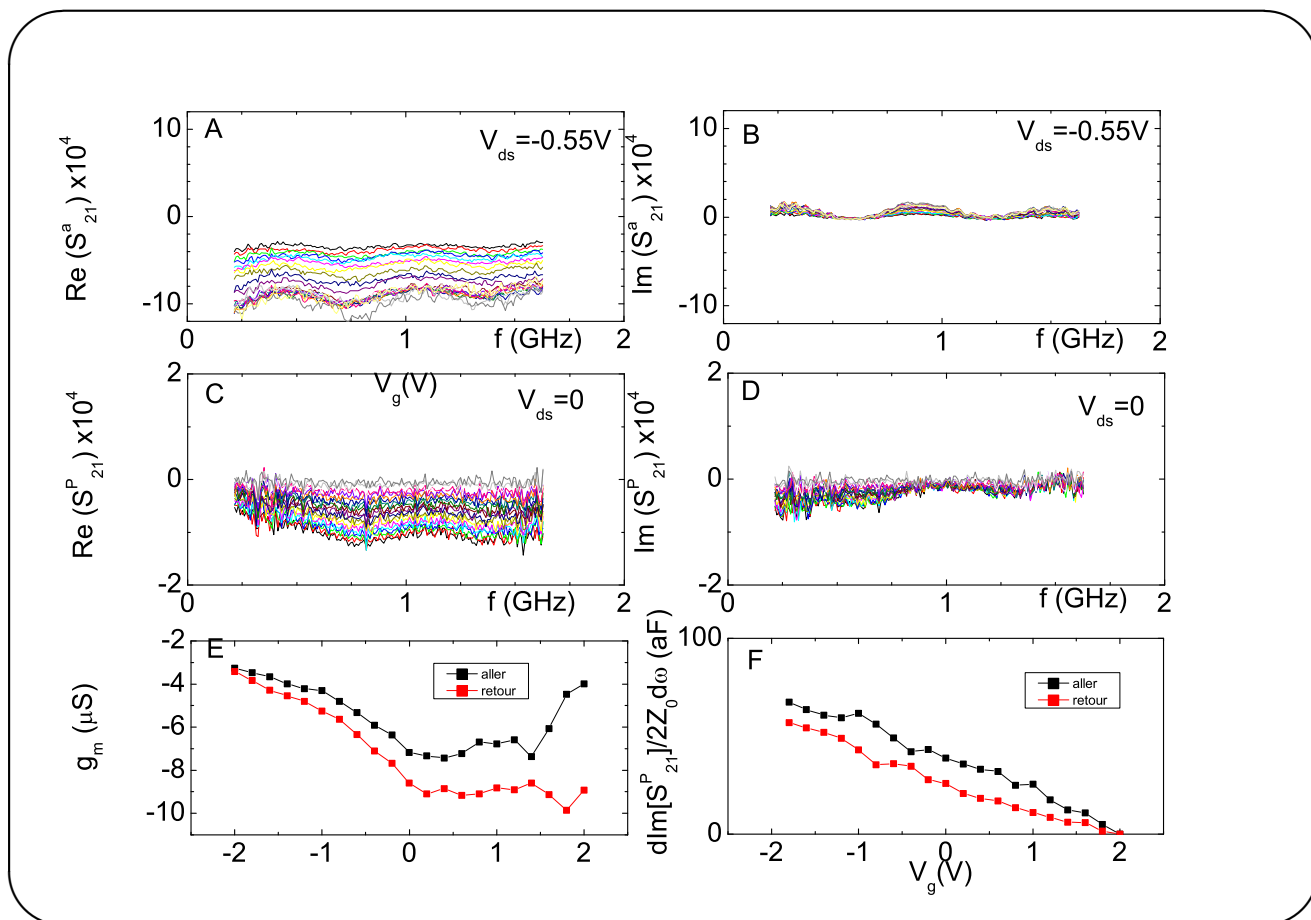 A
V_ds=-0.55V
Re (S^a_21) x10^4
10
0
-10
0
1
2
f (GHz)
B
V_ds=-0.55V
Im (S^a_21) x10^4
10
0
-10
0
1
2
f (GHz)
C
V_g(V)
V_ds=0
Re (S^P_21) x10^4
2
0
-2
0
1
2
f (GHz)
D
V_ds=0
Im (S^P_21) x10^4
2
0
-2
0
1
2
f (GHz)
E
aller
retour
g_m (μS)
-2
-4
-6
-8
-10
-2
-1
0
1
2
F
aller
retour
dIm[S^P_21]/2Z_0dω (aF)
100
0
-2
-1
0
1
2
V_g(V)